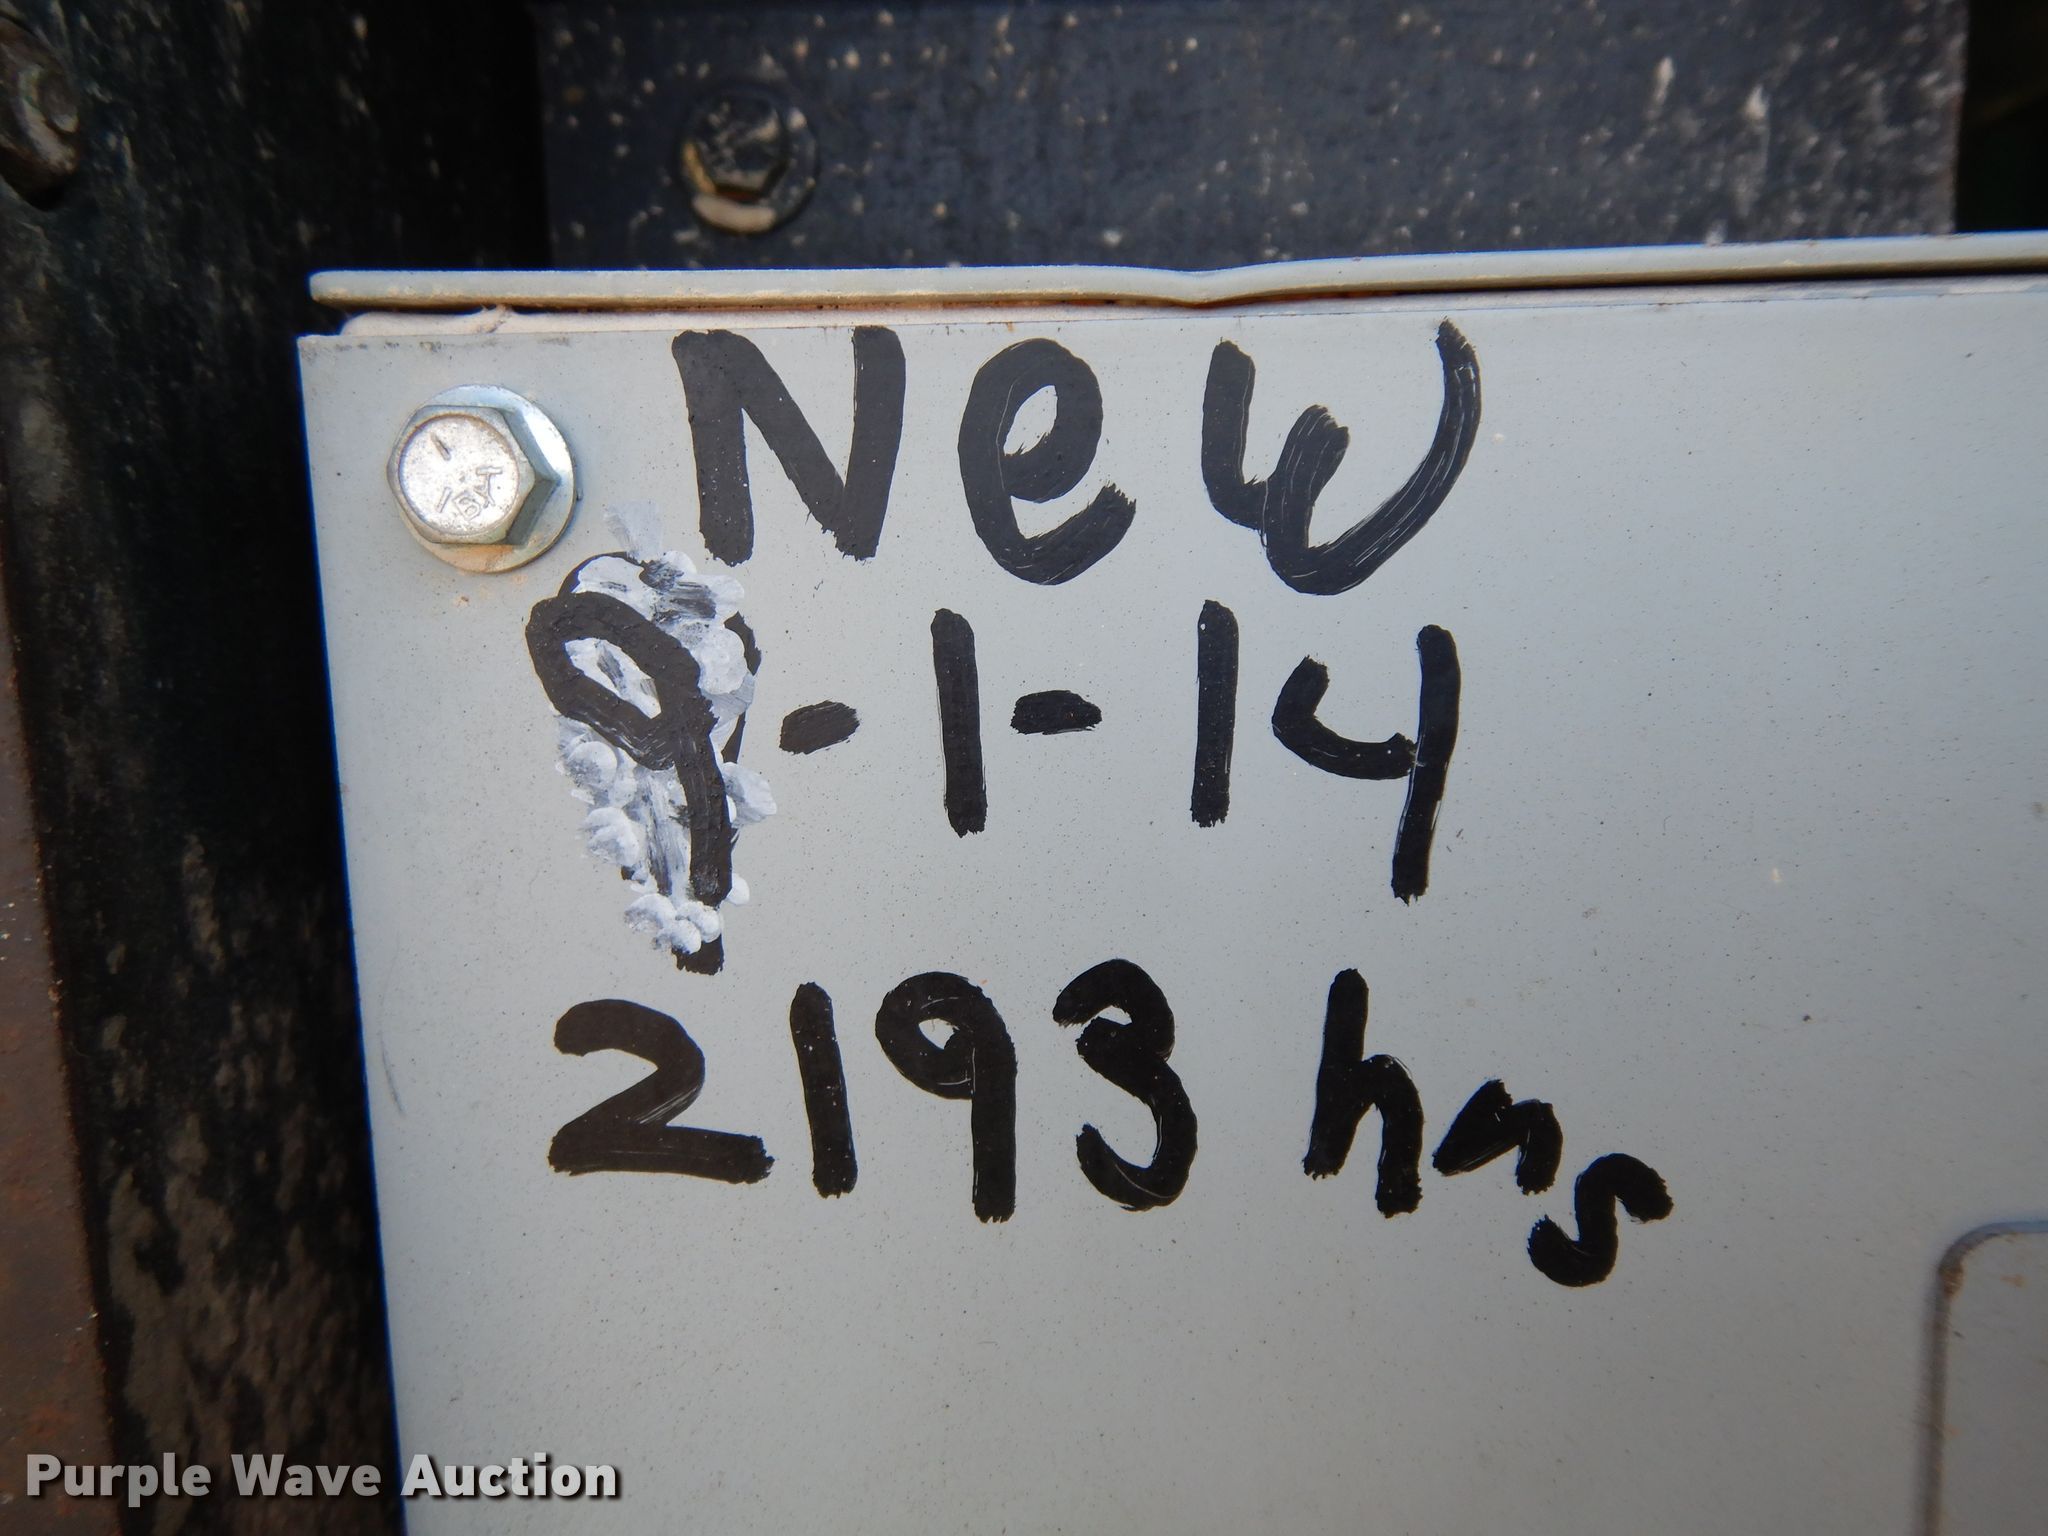 New
9-1-14
2193 hrs
Purple Wave Auction